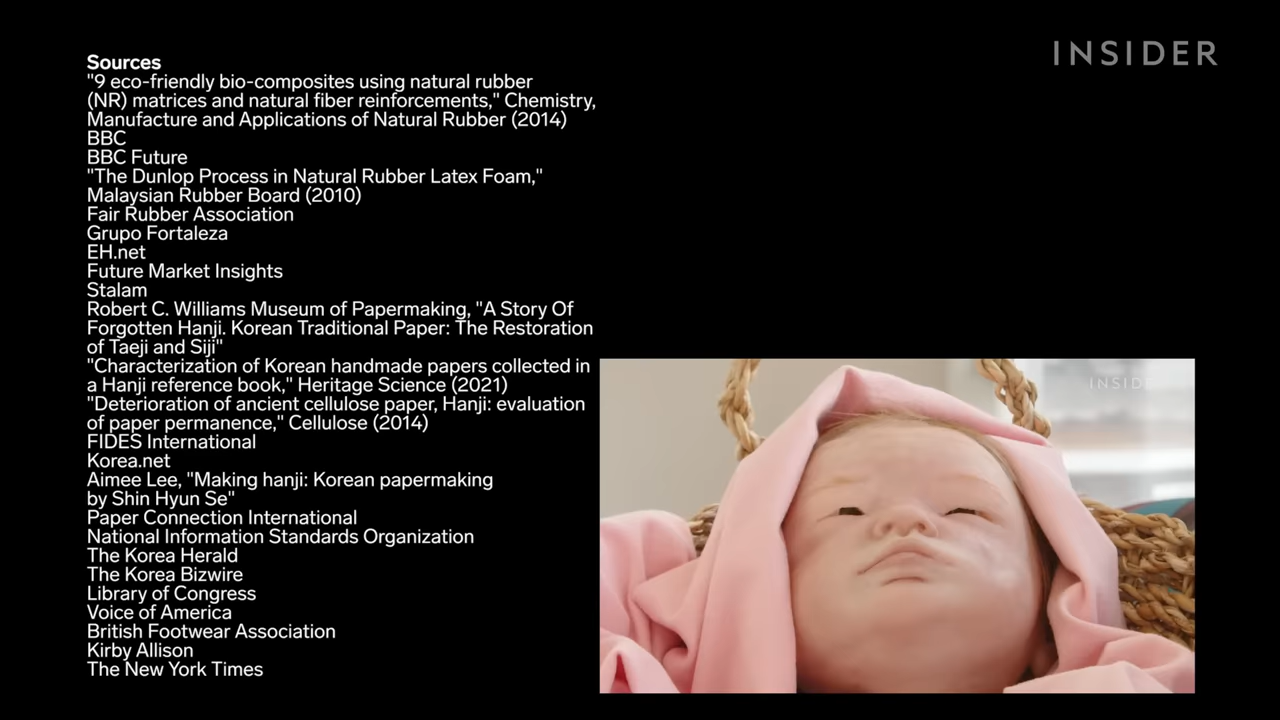 INSIDER
Sources
"9 eco-friendly bio-composites using natural rubber
(NR) matrices and natural fiber reinforcements," Chemistry,
Manufacture and Applications of Natural Rubber (2014)
BBC
BBC Future
"The Dunlop Process in Natural Rubber Latex Foam,"
Malaysian Rubber Board (2010)
Fair Rubber Association
Grupo Fortaleza
EH.net
Future Market Insights
Stalam
Robert C. Williams Museum of Papermaking, "A Story Of
Forgotten Hanji. Korean Traditional Paper: The Restoration
of Taeji and Siji"
"Characterization of Korean handmade papers collected in
a Hanji reference book," Heritage Science (2021)
"Deterioration of ancient cellulose paper, Hanji: evaluation
of paper permanence," Cellulose (2014)
FIDES International
Korea.net
Aimee Lee, "Making hanji: Korean papermaking
by Shin Hyun Se"
Paper Connection International
National Information Standards Organization
The Korea Herald
The Korea Bizwire
Library of Congress
Voice of America
British Footwear Association
Kirby Allison
The New York Times
INSIDE